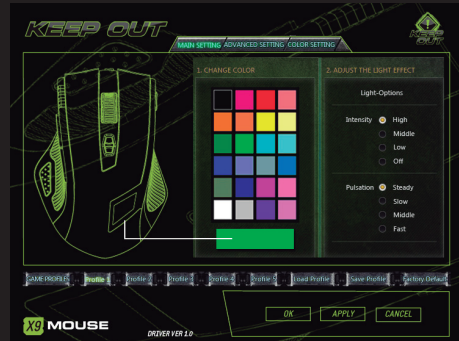 KEEP OUT
KEEP OUT
MAIN SETTING ADVANCED SETTING COLOR SETTING
1. CHANGE COLOR
2. ADJUST THE LIGHT EFFECT
Light-Options
Intensity High
Middle
Low
Off
Pulsation Steady
Slow
Middle
Fast
GAME PROFILES Profile 1 Profile 2 Profile 3 Profile 4 Profile 5 Load Profile Save Profile Factory Default
OK APPLY CANCEL
X9 MOUSE
DRIVER VER 1.0